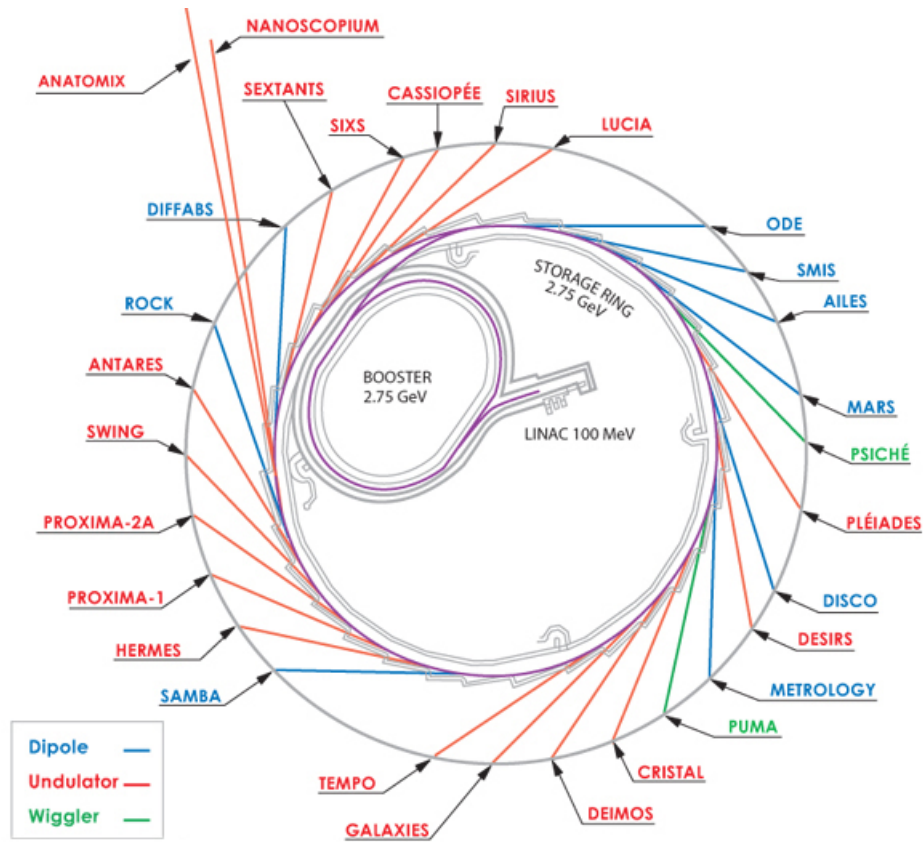 NANOSCOPIUM
ANATOMIX
SEXTANTS
CASSIOPÉE
SIRIUS
SIXS
LUCIA
DIFFABS
ODE
SMIS
STORAGE RING
2.75 GeV
AILES
ROCK
ANTARES
BOOSTER
2.75 GeV
MARS
SWING
LINAC 100 MeV
PSICHÉ
PROXIMA-2A
PLÉIADES
PROXIMA-1
DISCO
HERMES
DESIRS
SAMBA
METROLOGY
PUMA
Dipole
Undulator
Wiggler
CRISTAL
TEMPO
DEIMOS
GALAXIES